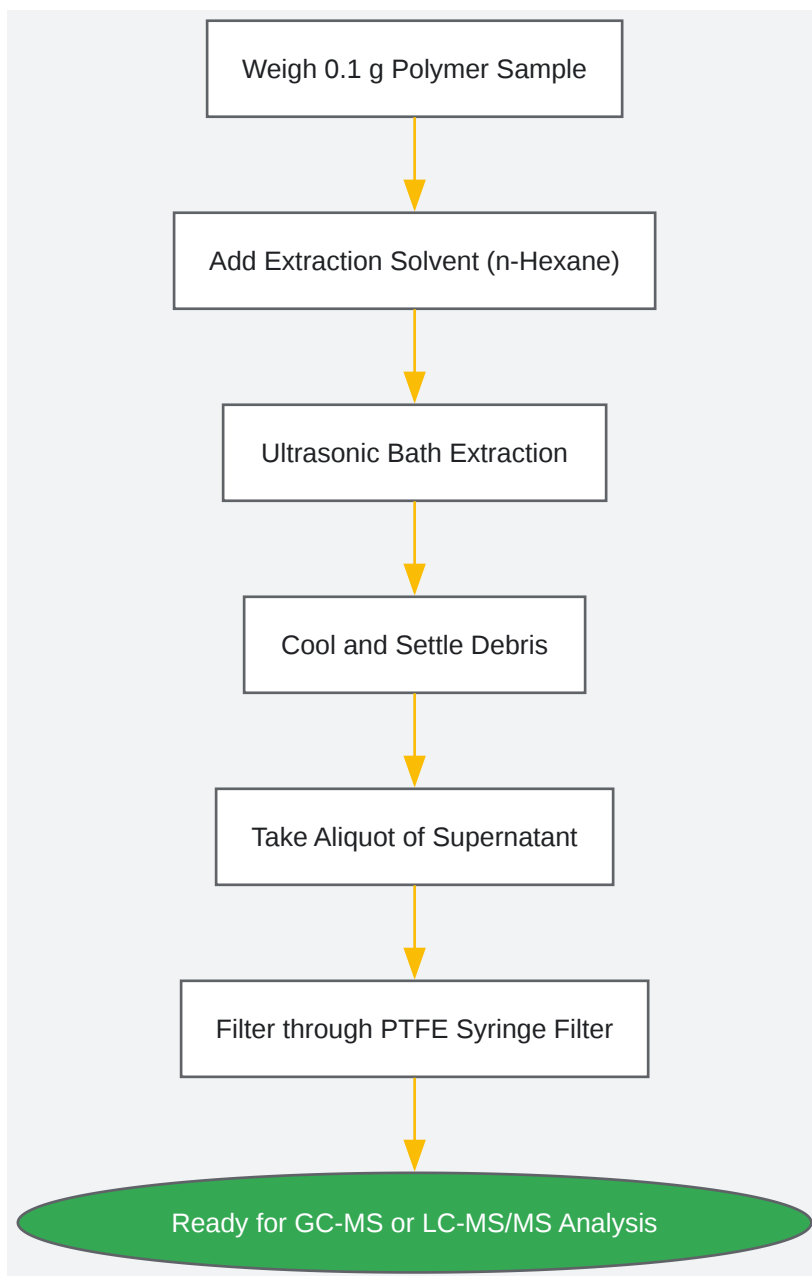 Weigh 0.1 g Polymer Sample
Add Extraction Solvent (n-Hexane)
Ultrasonic Bath Extraction
Cool and Settle Debris
Take Aliquot of Supernatant
Filter through PTFE Syringe Filter
Ready for GC-MS or LC-MS/MS Analysis